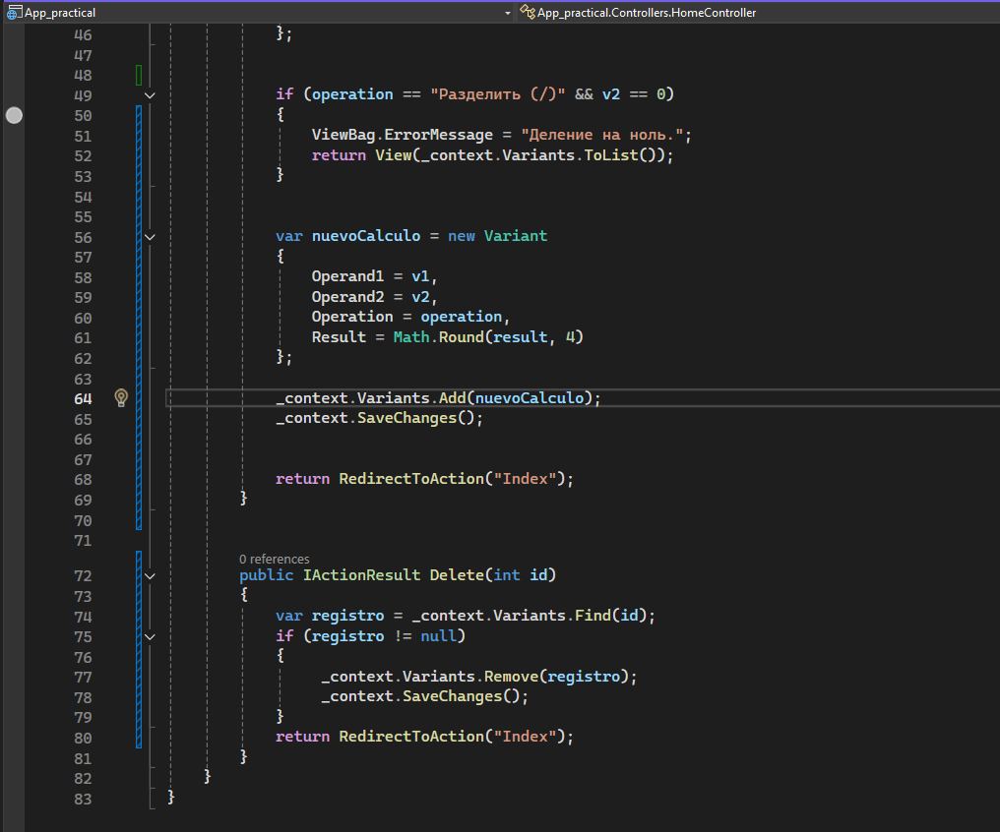 App_practical
App_practical.Controllers.HomeController
46 };
47
48
49 if (operation == "Разделить (/)" && v2 == 0)
50 {
51 ViewBag.ErrorMessage = "Деление на ноль.";
52 return View(_context.Variants.ToList());
53 }
54
55
56 var nuevoCalculo = new Variant
57 {
58 Operand1 = v1,
59 Operand2 = v2,
60 Operation = operation,
61 Result = Math.Round(result, 4)
62 };
63
64 _context.Variants.Add(nuevoCalculo);
65 _context.SaveChanges();
66
67
68 return RedirectToAction("Index");
69 }
70
71
0 references
72 public IActionResult Delete(int id)
73 {
74 var registro = _context.Variants.Find(id);
75 if (registro != null)
76 {
77 _context.Variants.Remove(registro);
78 _context.SaveChanges();
79 }
80 return RedirectToAction("Index");
81 }
82 }
83 }